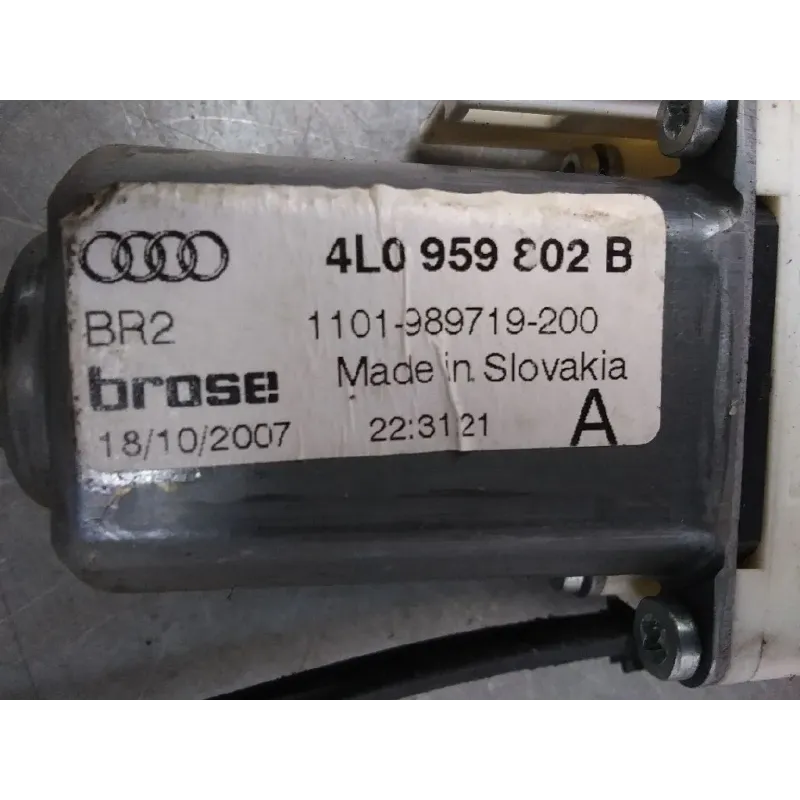 4L0 959 802 B
BR2 1101-989719-200
brose Made in Slovakia
18/10/2007 22:31:21 A